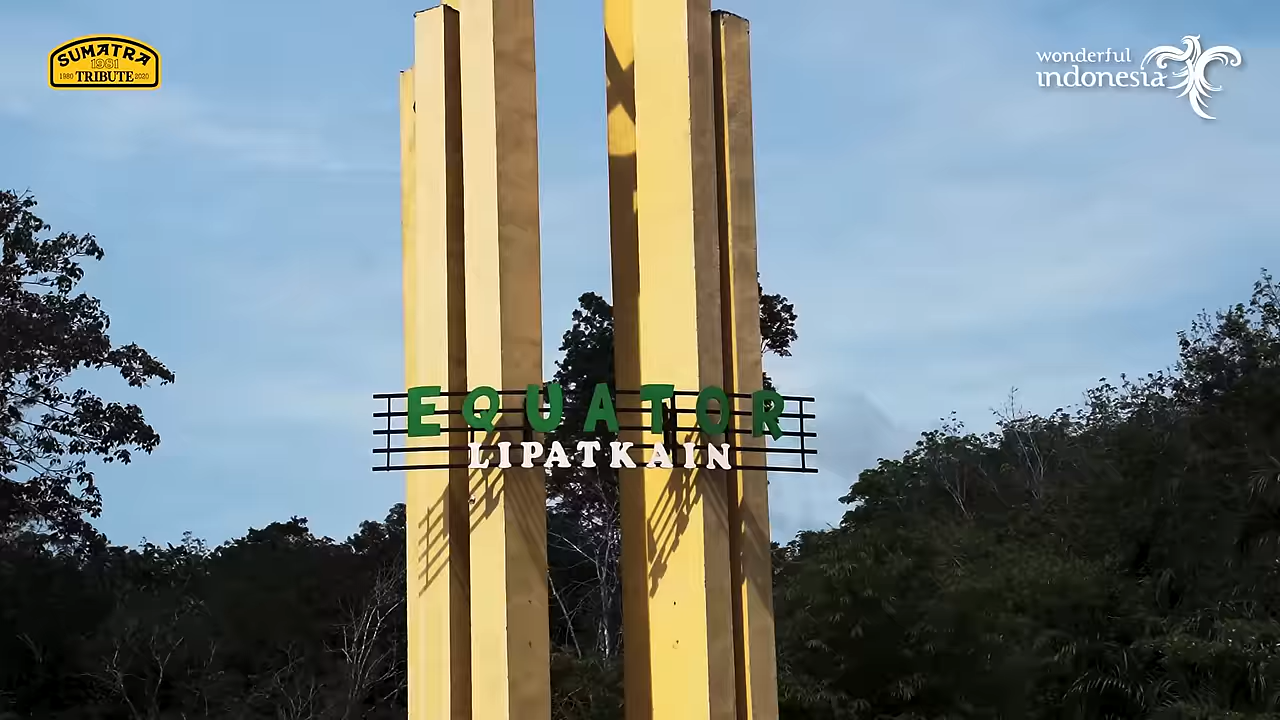 SUMATRA
1981
1980 TRIBUTE 2020
wonderful
indonesia
EQUATOR
LIPATKAIN